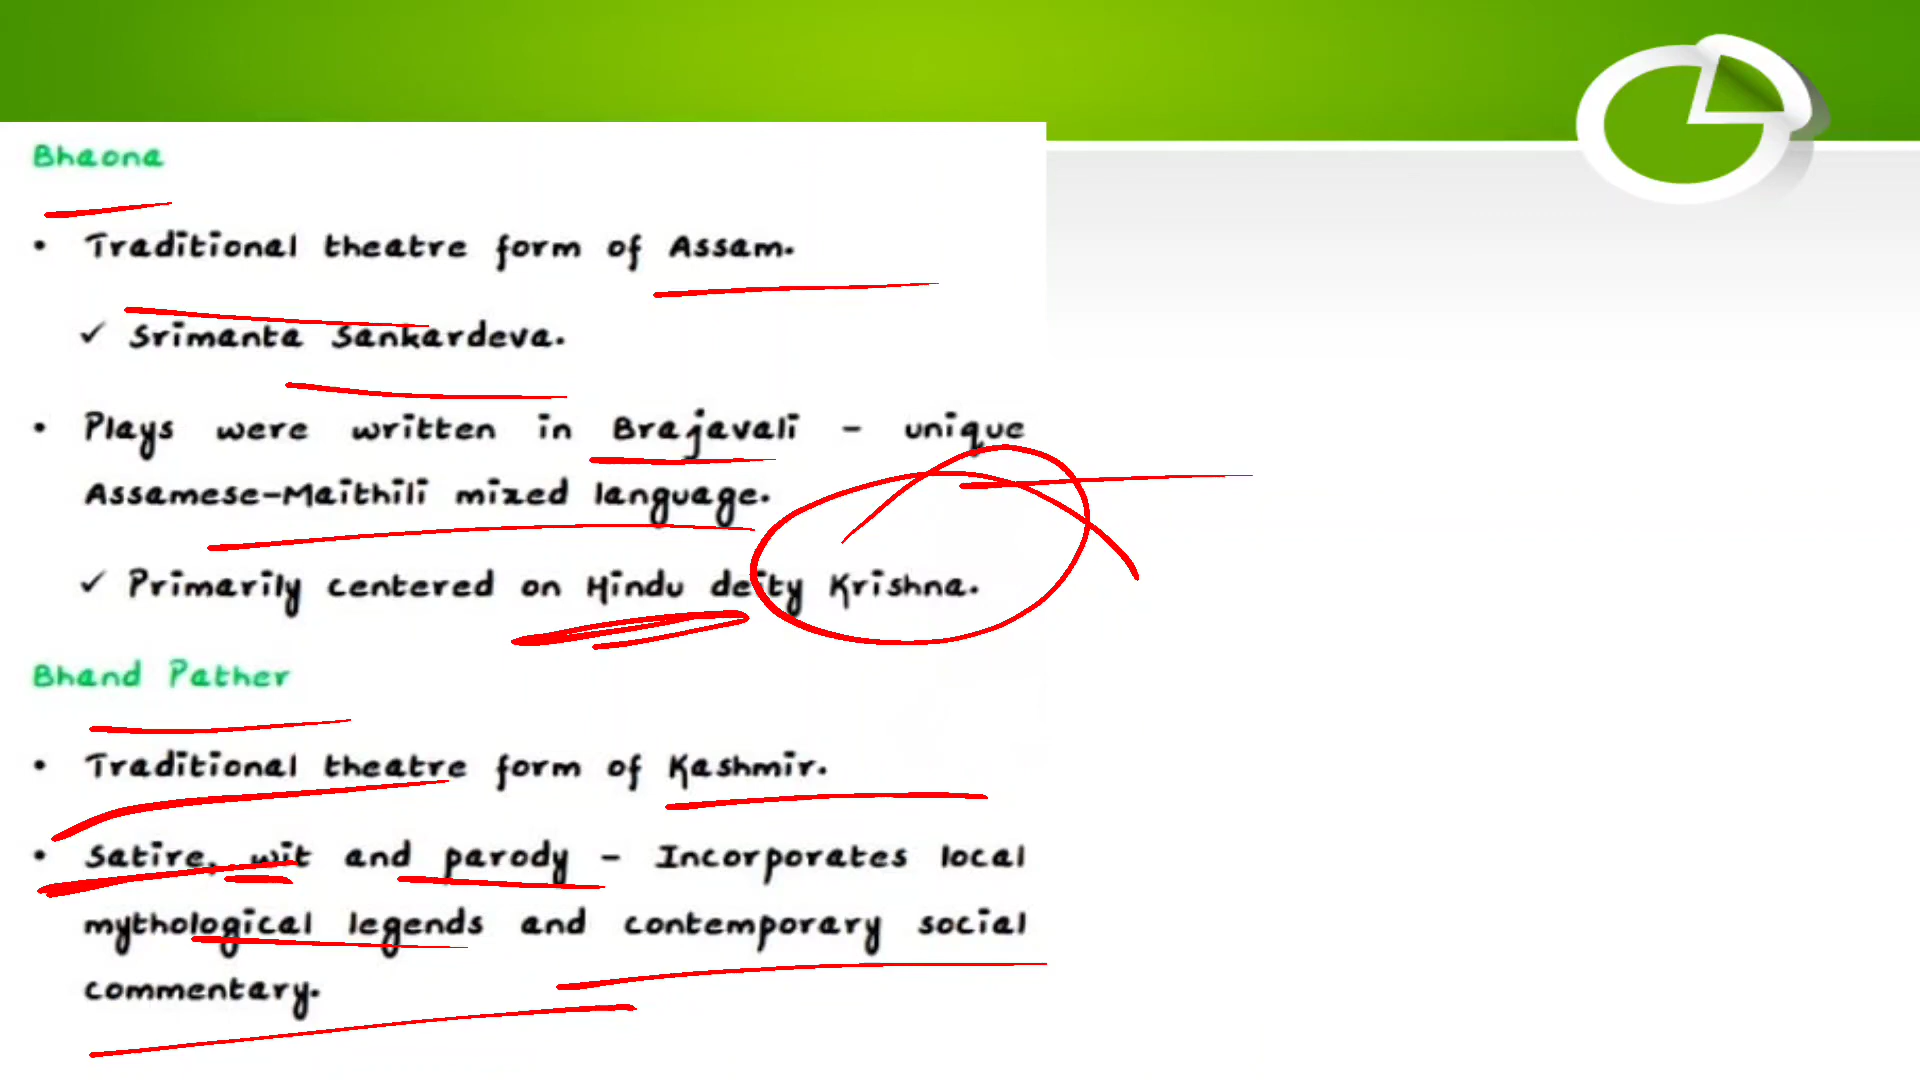 Bhaona
• Traditional theatre form of Assam.
✓ Srimanta Sankardeva.
• Plays were written in Brajavali – unique
Assamese-Maithili mixed language.
✓ Primarily centered on Hindu deity Krishna.
Bhand Pather
• Traditional theatre form of Kashmir.
• Satire, wit and parody – Incorporates local
mythological legends and contemporary social
commentary.